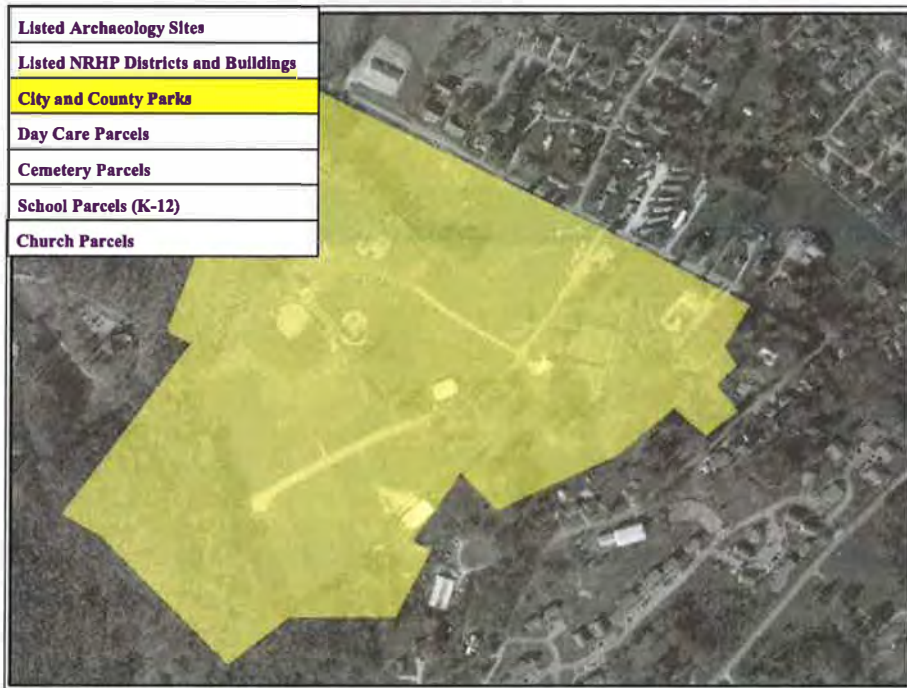 Listed Archaeology Sites
Listed NRHP Districts and Buildings
City and County Parks
Day Care Parcels
Cemetery Parcels
School Parcels (K-12)
Church Parcels